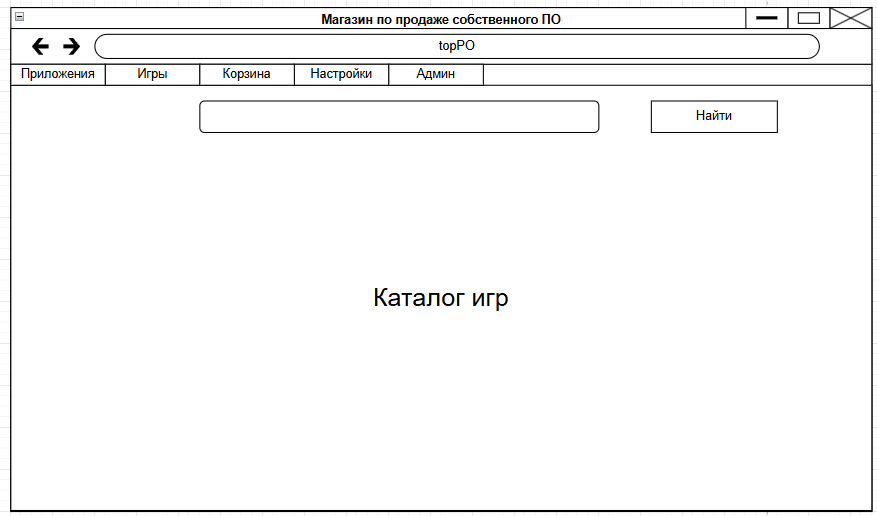 Магазин по продаже собственного ПО
topPO
Приложения Игры Корзина Настройки Админ
Найти
Каталог игр